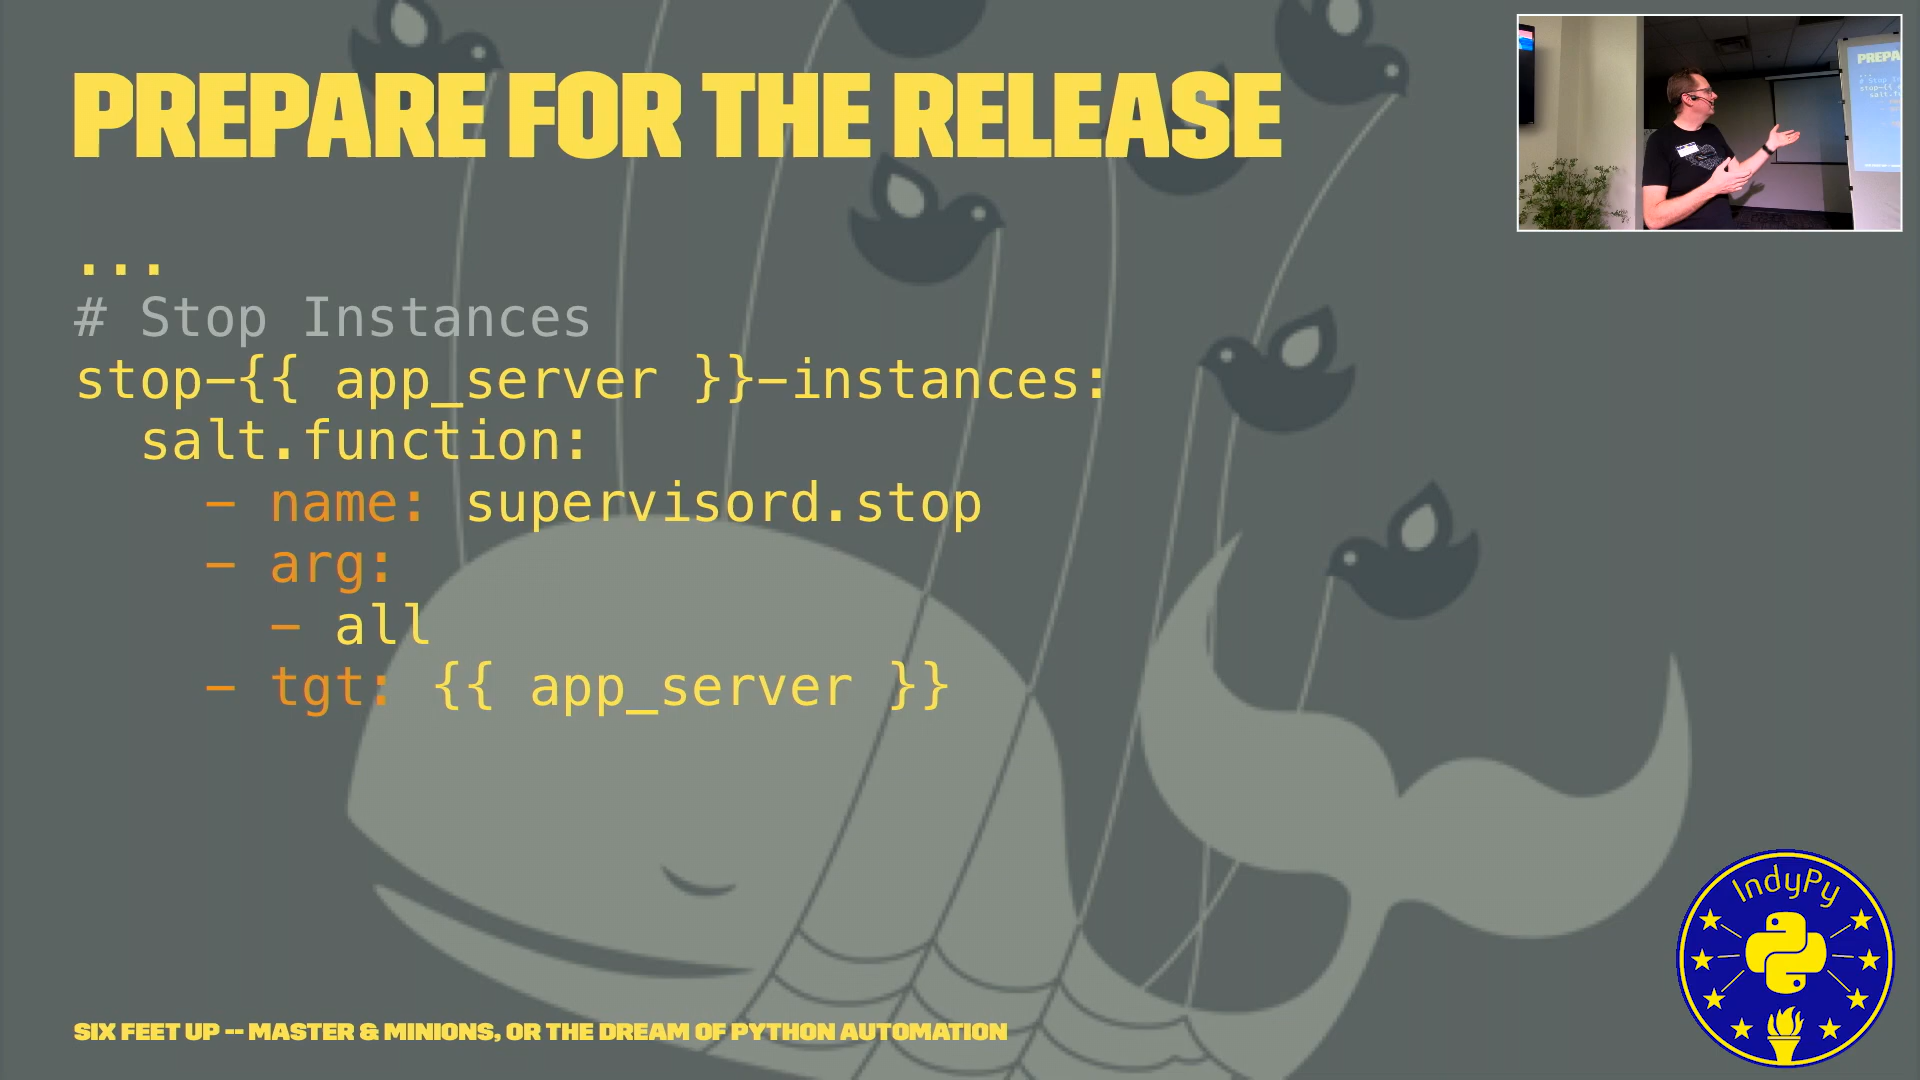 PREPARE FOR THE RELEASE
...
# Stop Instances
stop-{{ app_server }}-instances:
  salt.function:
    - name: supervisord.stop
    - arg:
      - all
    - tgt: {{ app_server }}
SIX FEET UP -- MASTER & MINIONS, OR THE DREAM OF PYTHON AUTOMATION
IndyPy
PREPA